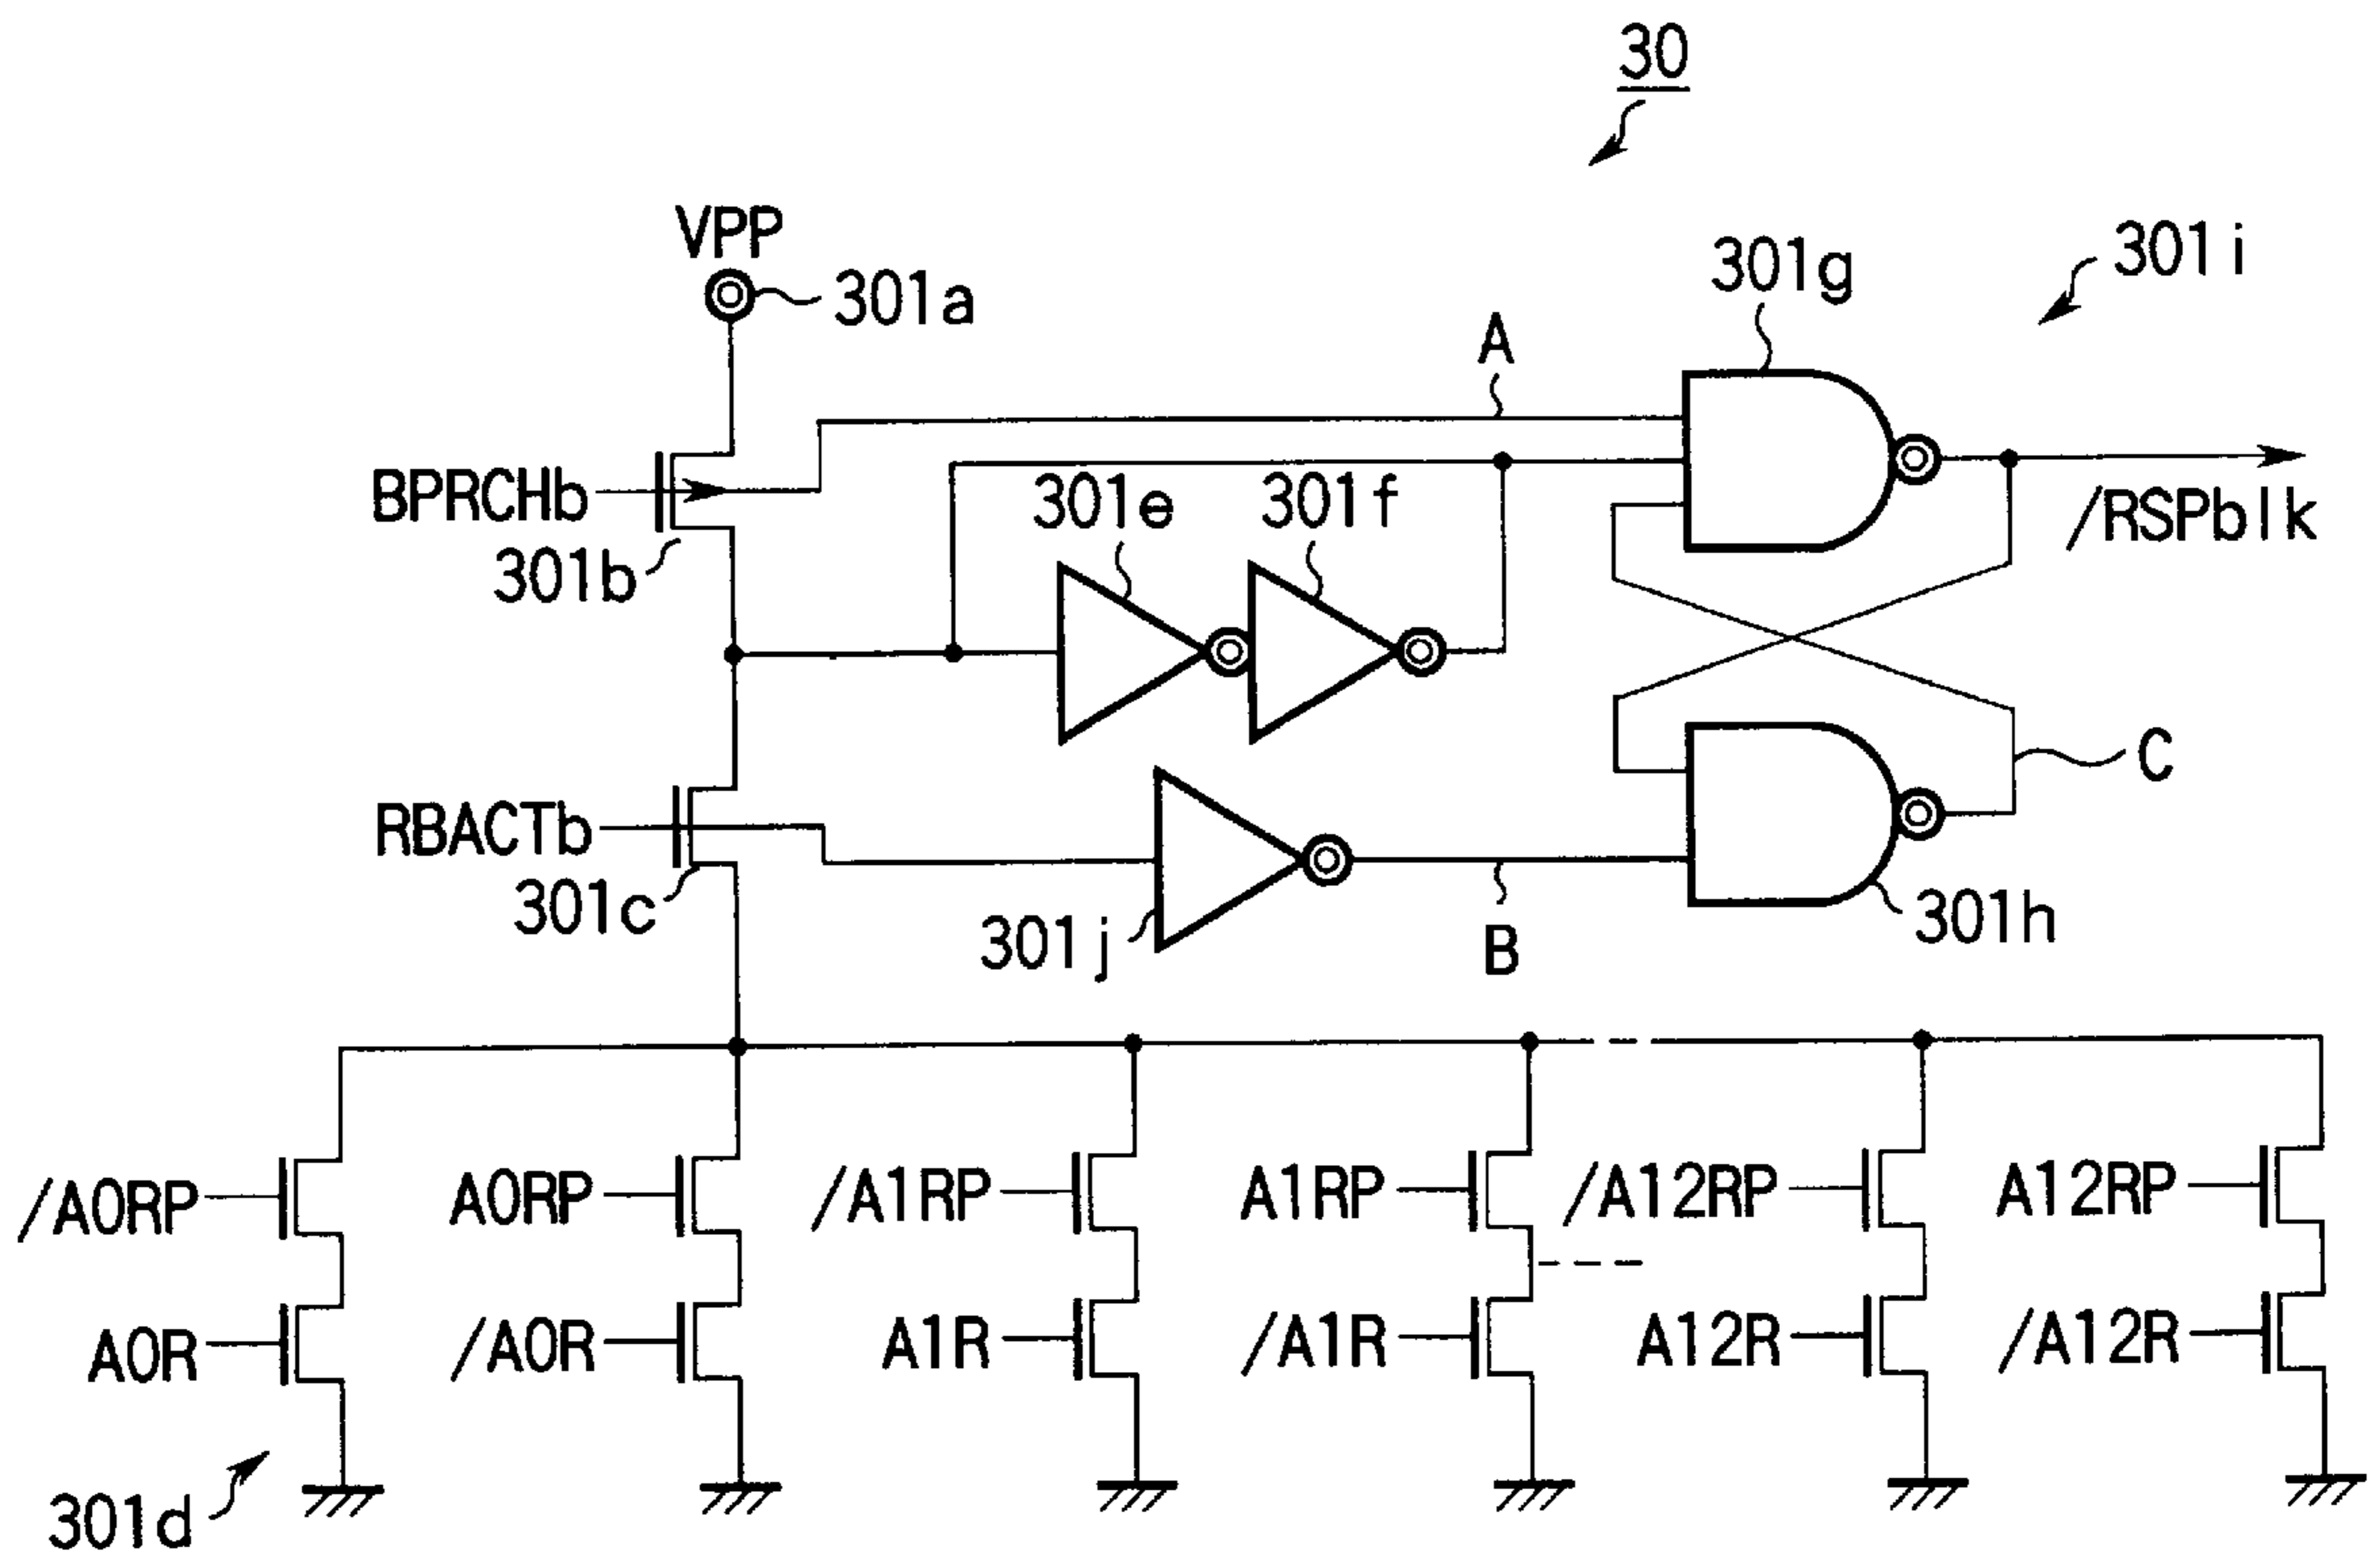 30
VPP
301a
301g
301i
A
BPRCHb
301b
301e
301f
/RSPblk
C
RBACTb
301c
301j
B
301h
/A0RP
A0RP
/A1RP
A1RP
/A12RP
A12RP
A0R
/A0R
A1R
/A1R
A12R
/A12R
301d